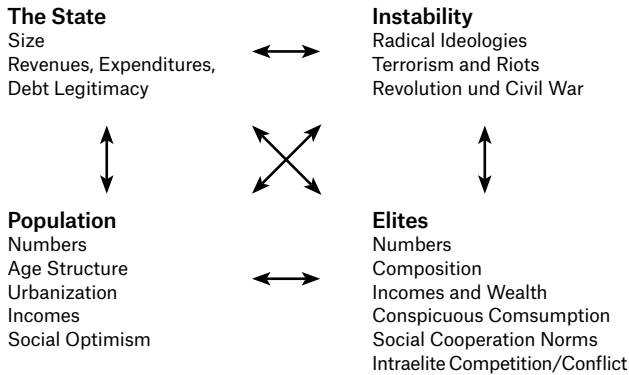 The State
Size
Revenues, Expenditures,
Debt Legitimacy
Instability
Radical Ideologies
Terrorism and Riots
Revolution und Civil War
Population
Numbers
Age Structure
Urbanization
Incomes
Social Optimism
Elites
Numbers
Composition
Incomes and Wealth
Conspicuous Comsumption
Social Cooperation Norms
Intraelite Competition/Conflict